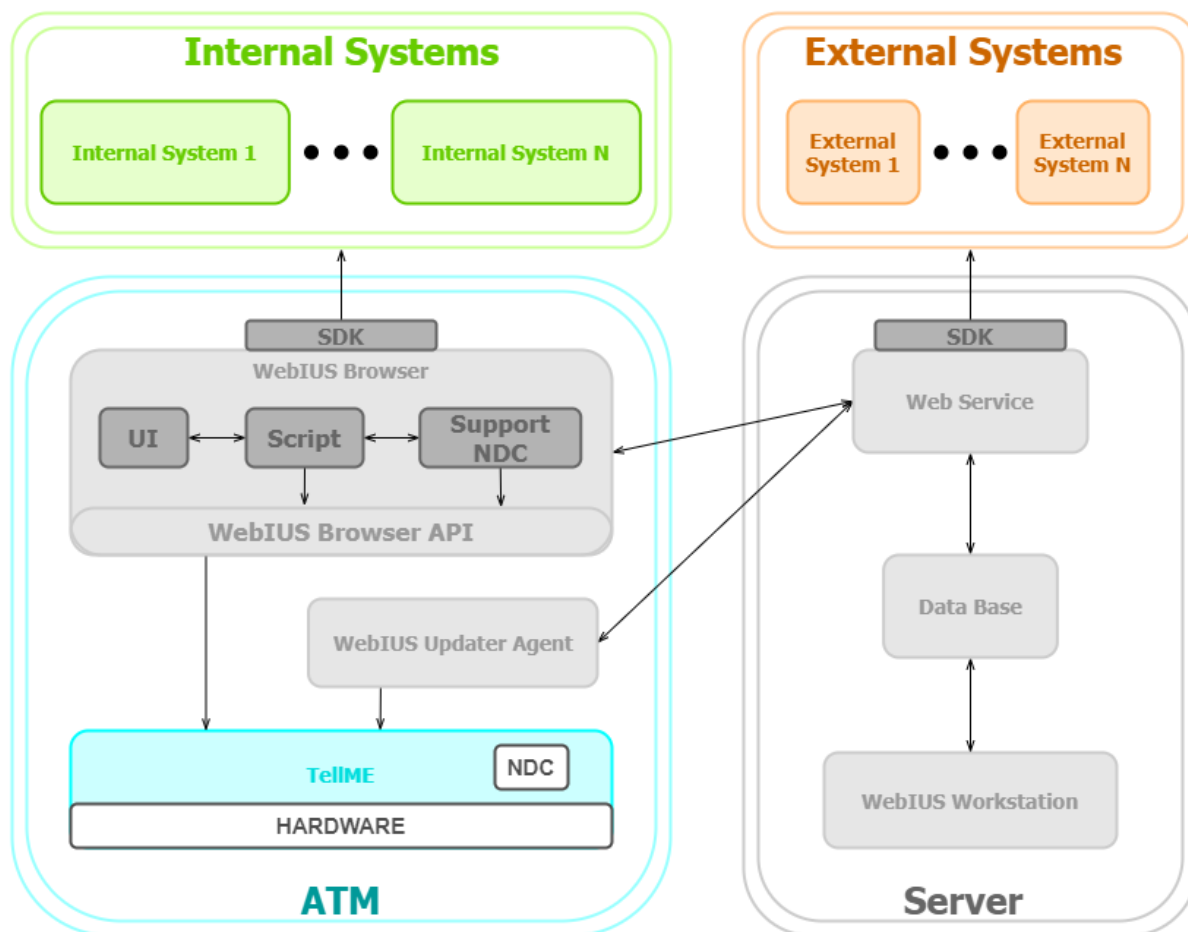 Internal Systems
Internal System 1
Internal System N
External Systems
External
System 1
External
System N
SDK
WebIUS Browser
UI
Script
Support
NDC
WebIUS Browser API
WebIUS Updater Agent
TellME
NDC
HARDWARE
ATM
SDK
Web Service
Data Base
WebIUS Workstation
Server